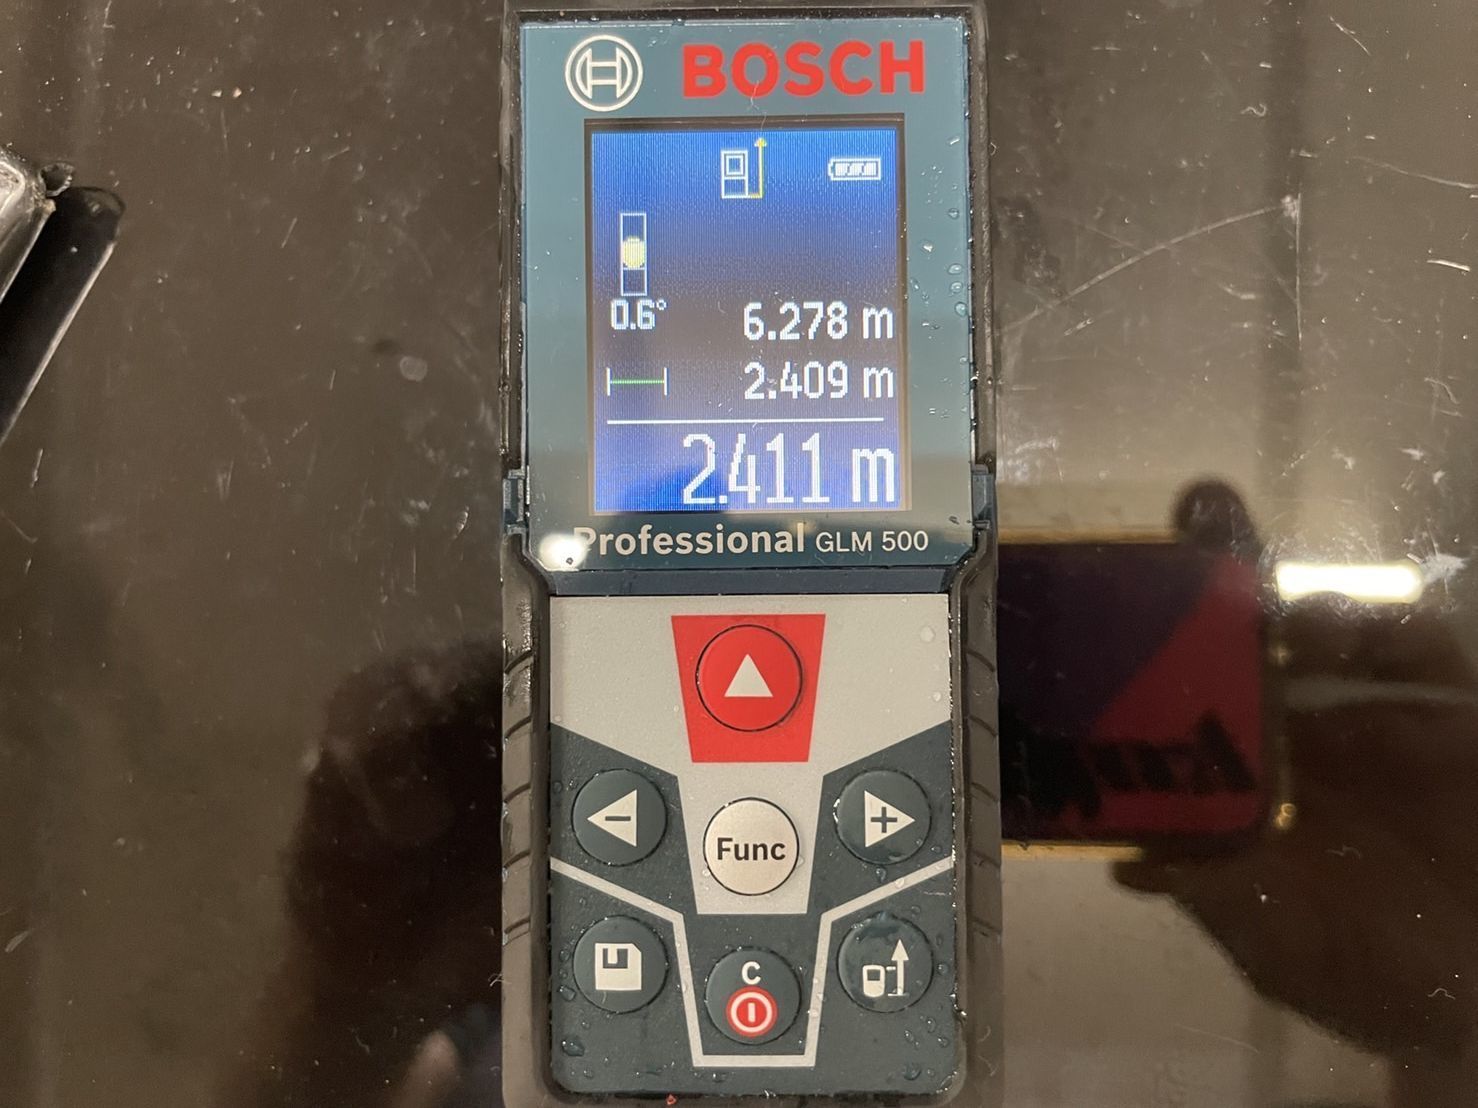 BOSCH
0.6° 6.278 m
2.409 m
2.411 m
Professional GLM 500
−
+
Func
C